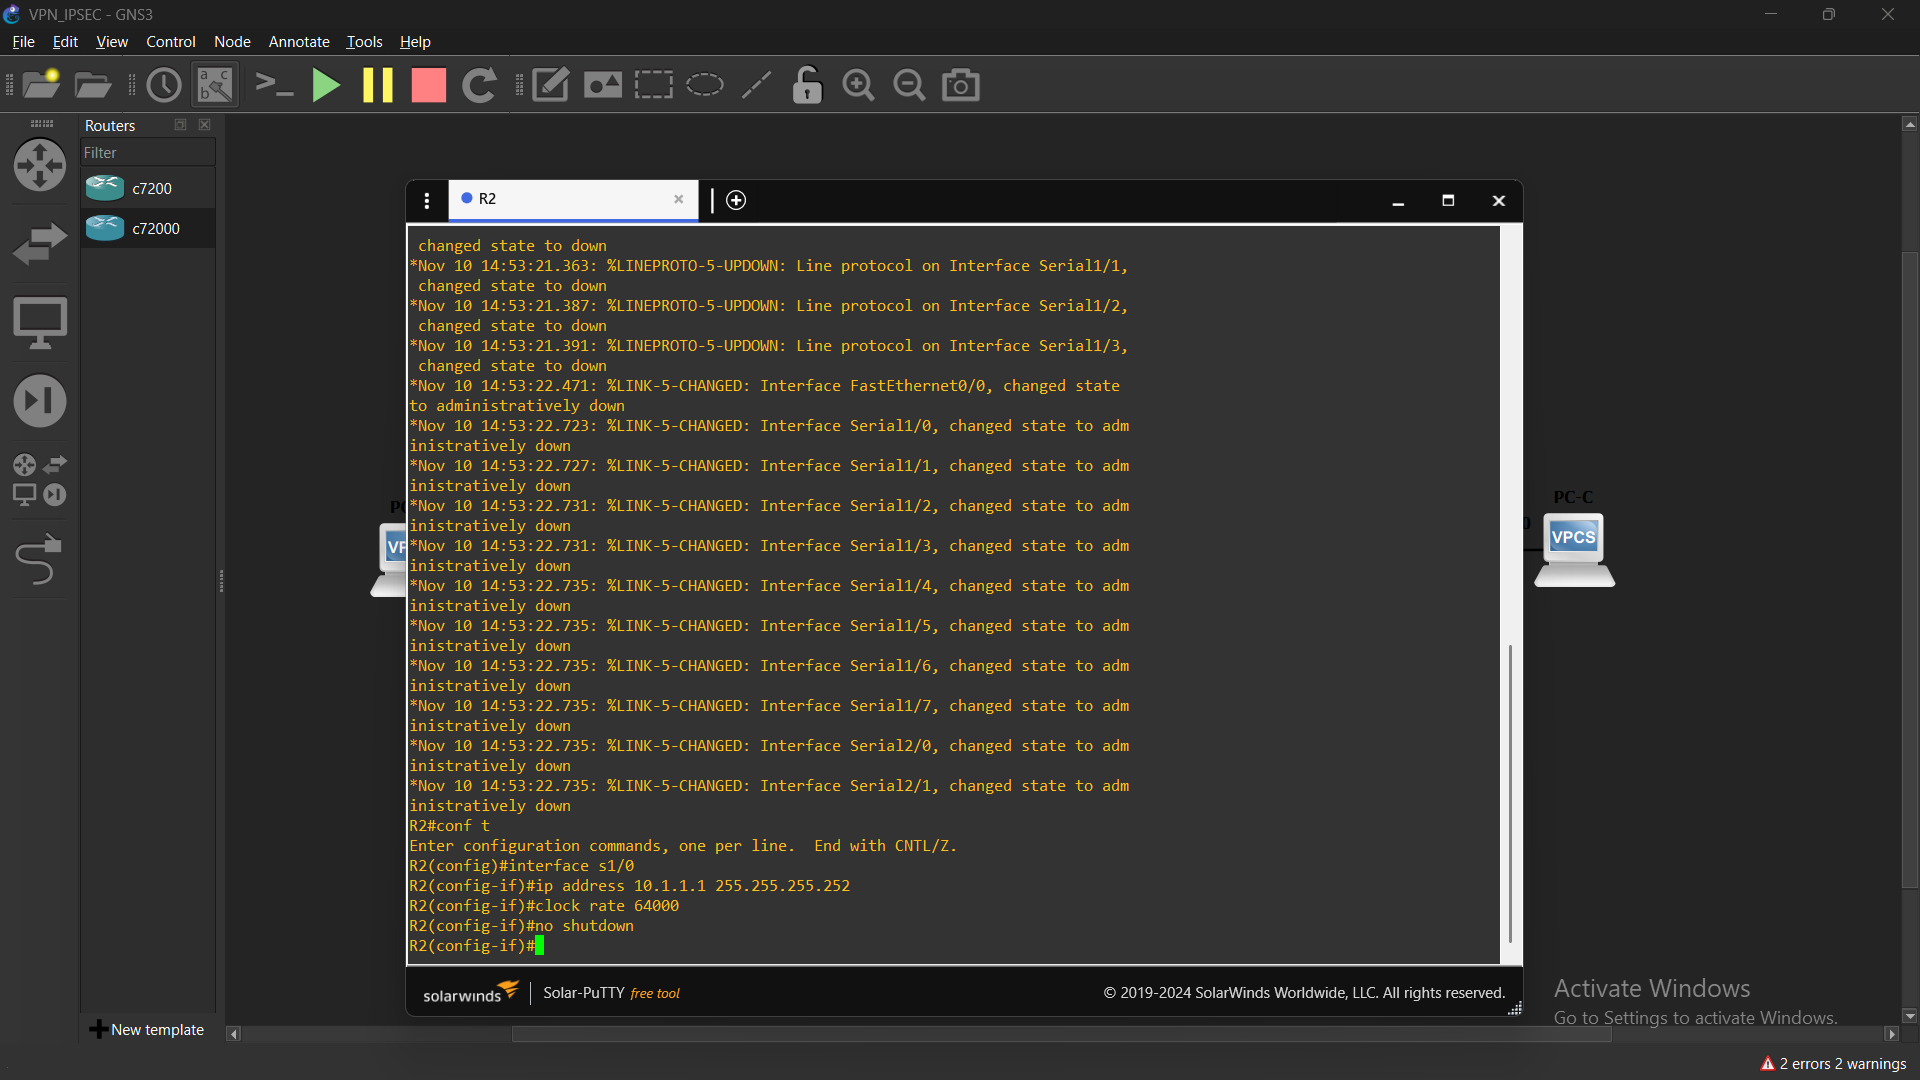 VPN_IPSEC - GNS3
File Edit View Control Node Annotate Tools Help
Routers
Filter
c7200
c72000
New template
R2
changed state to down
*Nov 10 14:53:21.363: %LINEPROTO-5-UPDOWN: Line protocol on Interface Serial1/1,
changed state to down
*Nov 10 14:53:21.387: %LINEPROTO-5-UPDOWN: Line protocol on Interface Serial1/2,
changed state to down
*Nov 10 14:53:21.391: %LINEPROTO-5-UPDOWN: Line protocol on Interface Serial1/3,
changed state to down
*Nov 10 14:53:22.471: %LINK-5-CHANGED: Interface FastEthernet0/0, changed state
to administratively down
*Nov 10 14:53:22.723: %LINK-5-CHANGED: Interface Serial1/0, changed state to adm
inistratively down
*Nov 10 14:53:22.727: %LINK-5-CHANGED: Interface Serial1/1, changed state to adm
inistratively down
*Nov 10 14:53:22.731: %LINK-5-CHANGED: Interface Serial1/2, changed state to adm
inistratively down
*Nov 10 14:53:22.731: %LINK-5-CHANGED: Interface Serial1/3, changed state to adm
inistratively down
*Nov 10 14:53:22.735: %LINK-5-CHANGED: Interface Serial1/4, changed state to adm
inistratively down
*Nov 10 14:53:22.735: %LINK-5-CHANGED: Interface Serial1/5, changed state to adm
inistratively down
*Nov 10 14:53:22.735: %LINK-5-CHANGED: Interface Serial1/6, changed state to adm
inistratively down
*Nov 10 14:53:22.735: %LINK-5-CHANGED: Interface Serial1/7, changed state to adm
inistratively down
*Nov 10 14:53:22.735: %LINK-5-CHANGED: Interface Serial2/0, changed state to adm
inistratively down
*Nov 10 14:53:22.735: %LINK-5-CHANGED: Interface Serial2/1, changed state to adm
inistratively down
R2#conf t
Enter configuration commands, one per line.  End with CNTL/Z.
R2(config)#interface s1/0
R2(config-if)#ip address 10.1.1.1 255.255.255.252
R2(config-if)#clock rate 64000
R2(config-if)#no shutdown
R2(config-if)#
solarwinds Solar-PuTTY free tool © 2019-2024 SolarWinds Worldwide, LLC. All rights reserved.
PC-C
VPCS
Activate Windows
Go to Settings to activate Windows.
2 errors 2 warnings